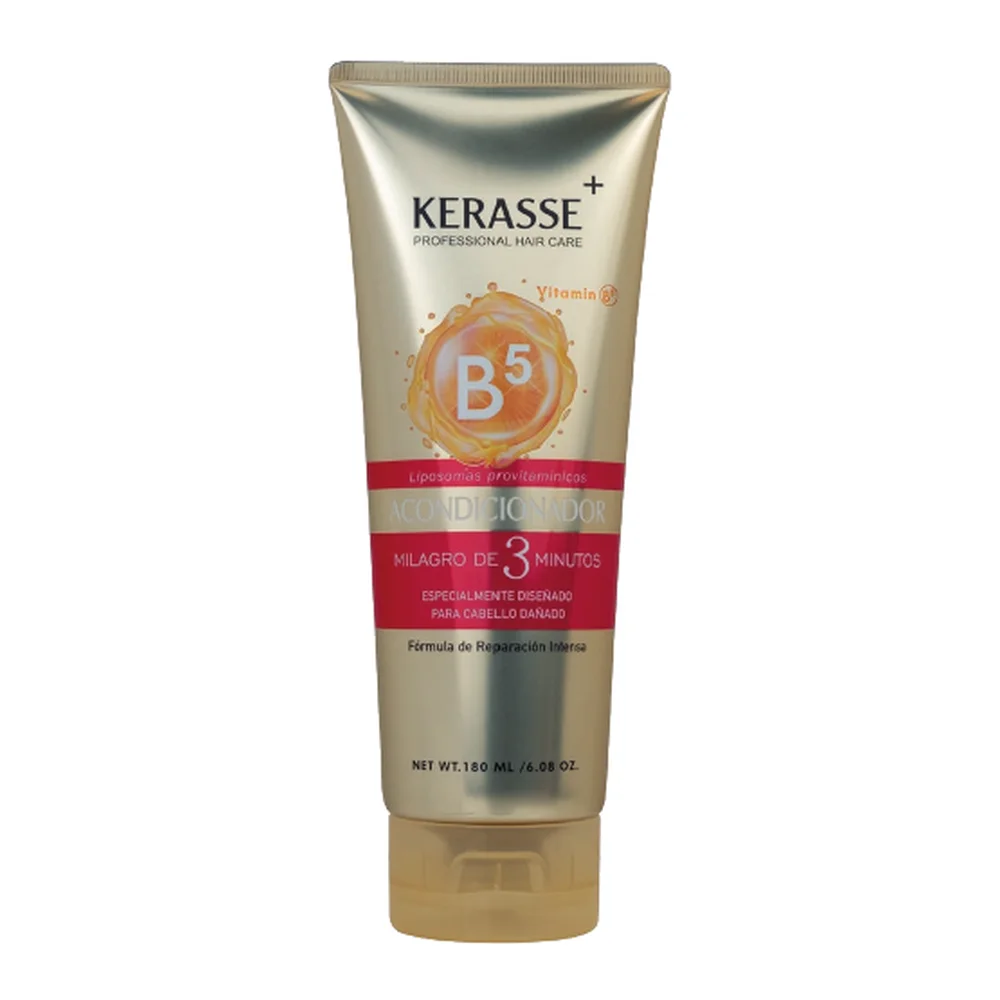 KERASSE+
PROFESSIONAL HAIR CARE
Vitamin B5
B5
Liposomas provitamínicos
ACONDICIONADOR
MILAGRO DE 3 MINUTOS
ESPECIALMENTE DISEÑADO
PARA CABELLO DAÑADO
Fórmula de Reparación Intensa
NET WT.180 ML /6.08 OZ.